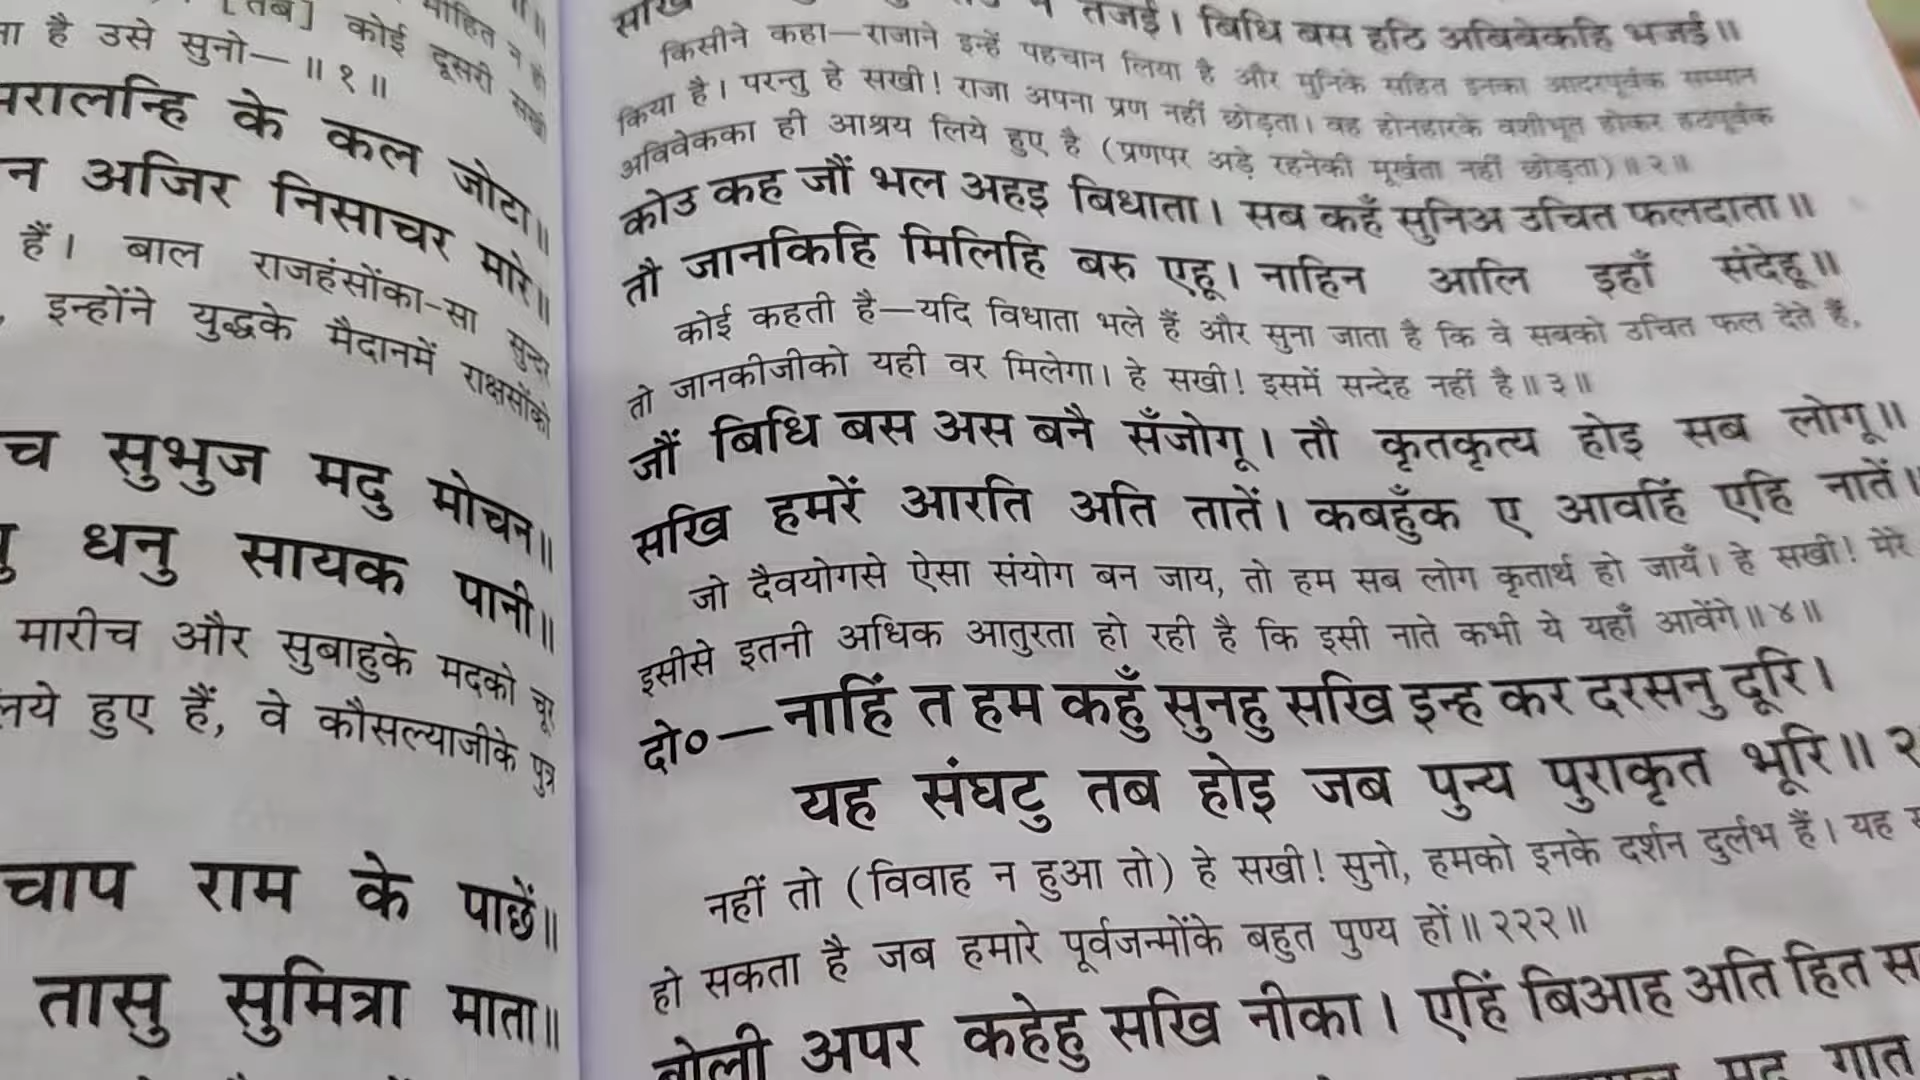 [तब] कोई दूसरी सखी
है उसे सुनो—॥ १ ॥
के कल जोटा॥
न अजिर निसाचर मारे॥
हैं। बाल राजहंसोंका-सा सुन्दर
इन्होंने युद्धके मैदानमें राक्षसोंको
च सुभुज मदु मोचन॥
धनु सायक पानी॥
मारीच और सुबाहुके मदको चूर
लिये हुए हैं, वे कौसल्याजीके पुत्र
चाप राम के पाछें॥
तासु सुमित्रा माता॥
तजई। बिधि बस हठि अबिबेकहि भजई॥
किसीने कहा—राजाने इन्हें पहचान लिया है और मुनिके सहित इनका आदरपूर्वक सम्मान
किया है। परन्तु हे सखी! राजा अपना प्रण नहीं छोड़ता। वह होनहारके वशीभूत होकर हठपूर्वक
अविवेकका ही आश्रय लिये हुए है (प्रणपर अड़े रहनेकी मूर्खता नहीं छोड़ता)॥ २॥
कोउ कह जौं भल अहइ बिधाता। सब कहँ सुनिअ उचित फलदाता॥
तौ जानकिहि मिलिहि बरु एहू। नाहिन आलि इहाँ संदेहू॥
कोई कहती है—यदि विधाता भले हैं और सुना जाता है कि वे सबको उचित फल देते हैं,
तो जानकीजीको यही वर मिलेगा। हे सखी! इसमें सन्देह नहीं है॥ ३॥
जौं बिधि बस अस बनै सँजोगू। तौ कृतकृत्य होइ सब लोगू॥
सखि हमरें आरति अति तातें। कबहुँक ए आवहिं एहि नातें॥
जो दैवयोगसे ऐसा संयोग बन जाय, तो हम सब लोग कृतार्थ हो जायँ। हे सखी! मेरे
इसीसे इतनी अधिक आतुरता हो रही है कि इसी नाते कभी ये यहाँ आवेंगे॥ ४॥
दो०—नाहिं त हम कहुँ सुनहु सखि इन्ह कर दरसनु दूरि।
यह संघटु तब होइ जब पुन्य पुराकृत भूरि॥
नहीं तो (विवाह न हुआ तो) हे सखी! सुनो, हमको इनके दर्शन दुर्लभ हैं। यह
हो सकता है जब हमारे पूर्वजन्मोंके बहुत पुण्य हों॥ २२२॥
बोली अपर कहेहु सखि नीका। एहिं बिआह अति हित
गात